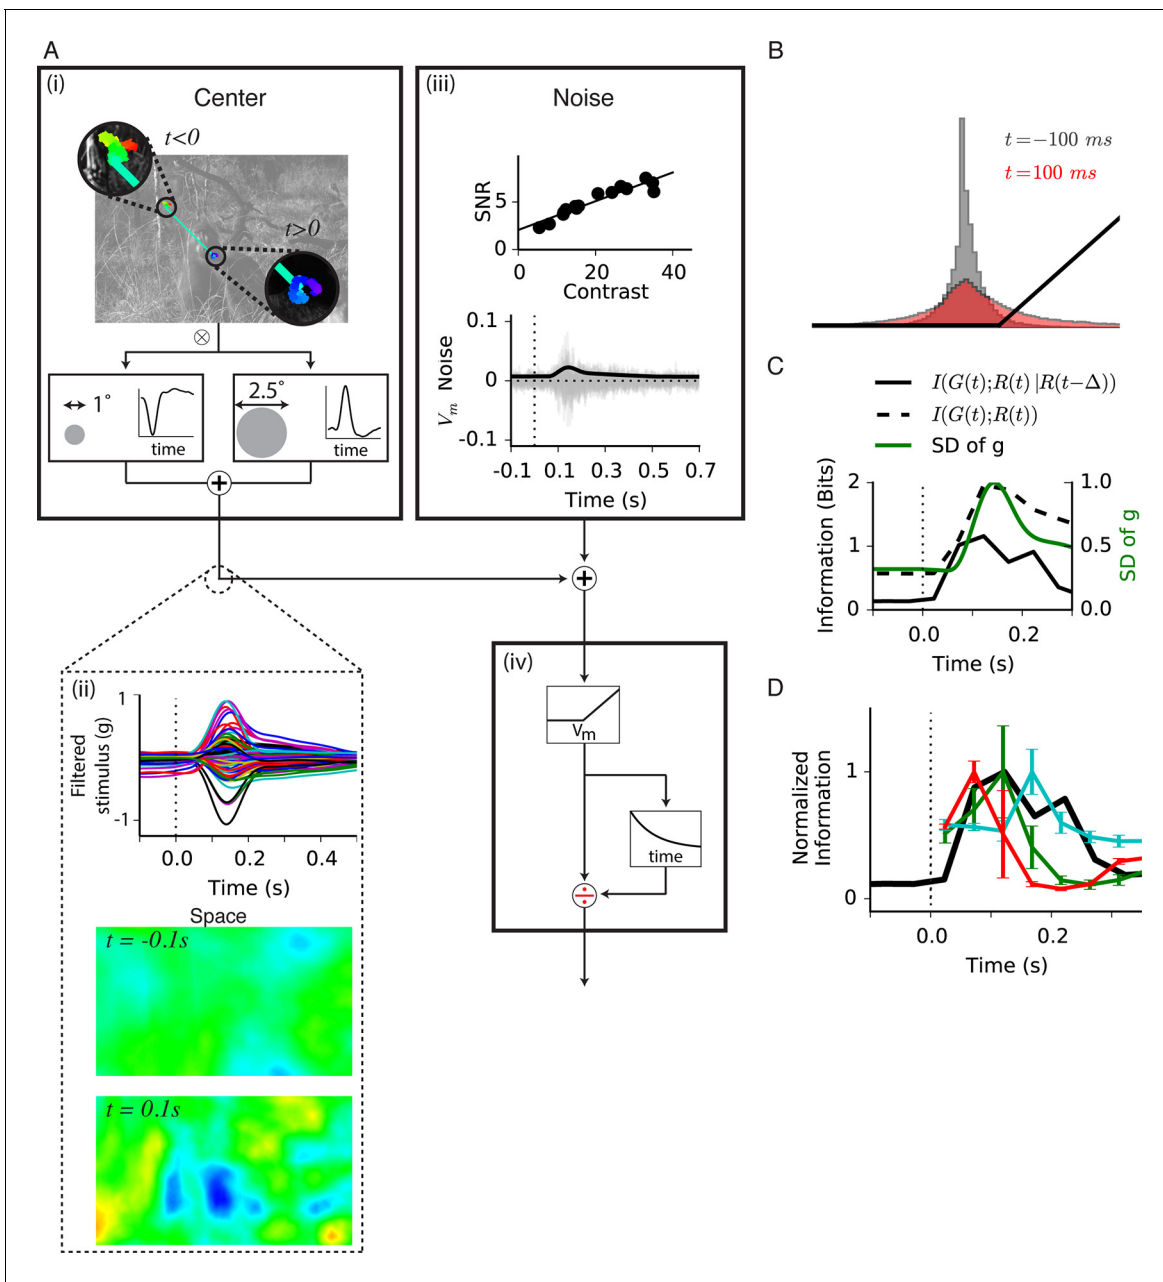 A
(i)
Center
t<0
t>0
⊗
1°
time
2.5°
time
+
(iii)
Noise
SNR
5
0
0 20 40
Contrast
V_m Noise
0.1
0
-0.1
-0.1 0.1 0.3 0.5 0.7
Time (s)
+
(ii)
Filtered
stimulus (g)
1
-1
0.0 0.2 0.4
Time (s)
Space
t = -0.1s
t = 0.1s
(iv)
V_m
time
÷
B
t=−100 ms
t=100 ms
C
I(G(t);R(t)|R(t−Δ))
I(G(t);R(t))
SD of g
Information (Bits)
2
1
0
1.0
0.5
0.0
SD of g
0.0 0.2
Time (s)
D
Normalized
Information
1
0
0.0 0.2
Time (s)